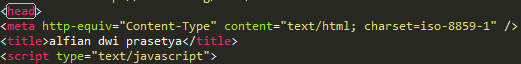 <head>
<meta http-equiv="Content-Type" content="text/html; charset=iso-8859-1" />
<title>alfian dwi prasetya</title>
<script type="text/javascript">